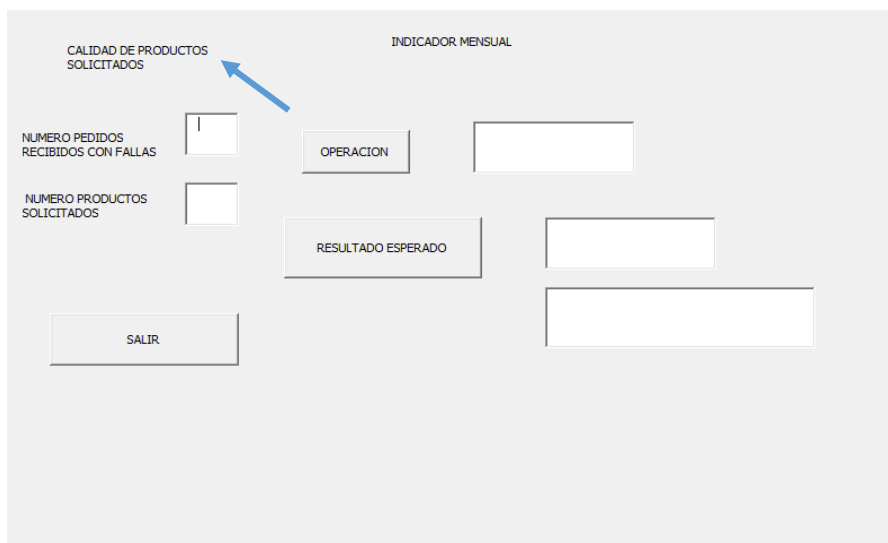 INDICADOR MENSUAL
CALIDAD DE PRODUCTOS
SOLICITADOS
NUMERO PEDIDOS
RECIBIDOS CON FALLAS
OPERACION
NUMERO PRODUCTOS
SOLICITADOS
RESULTADO ESPERADO
SALIR